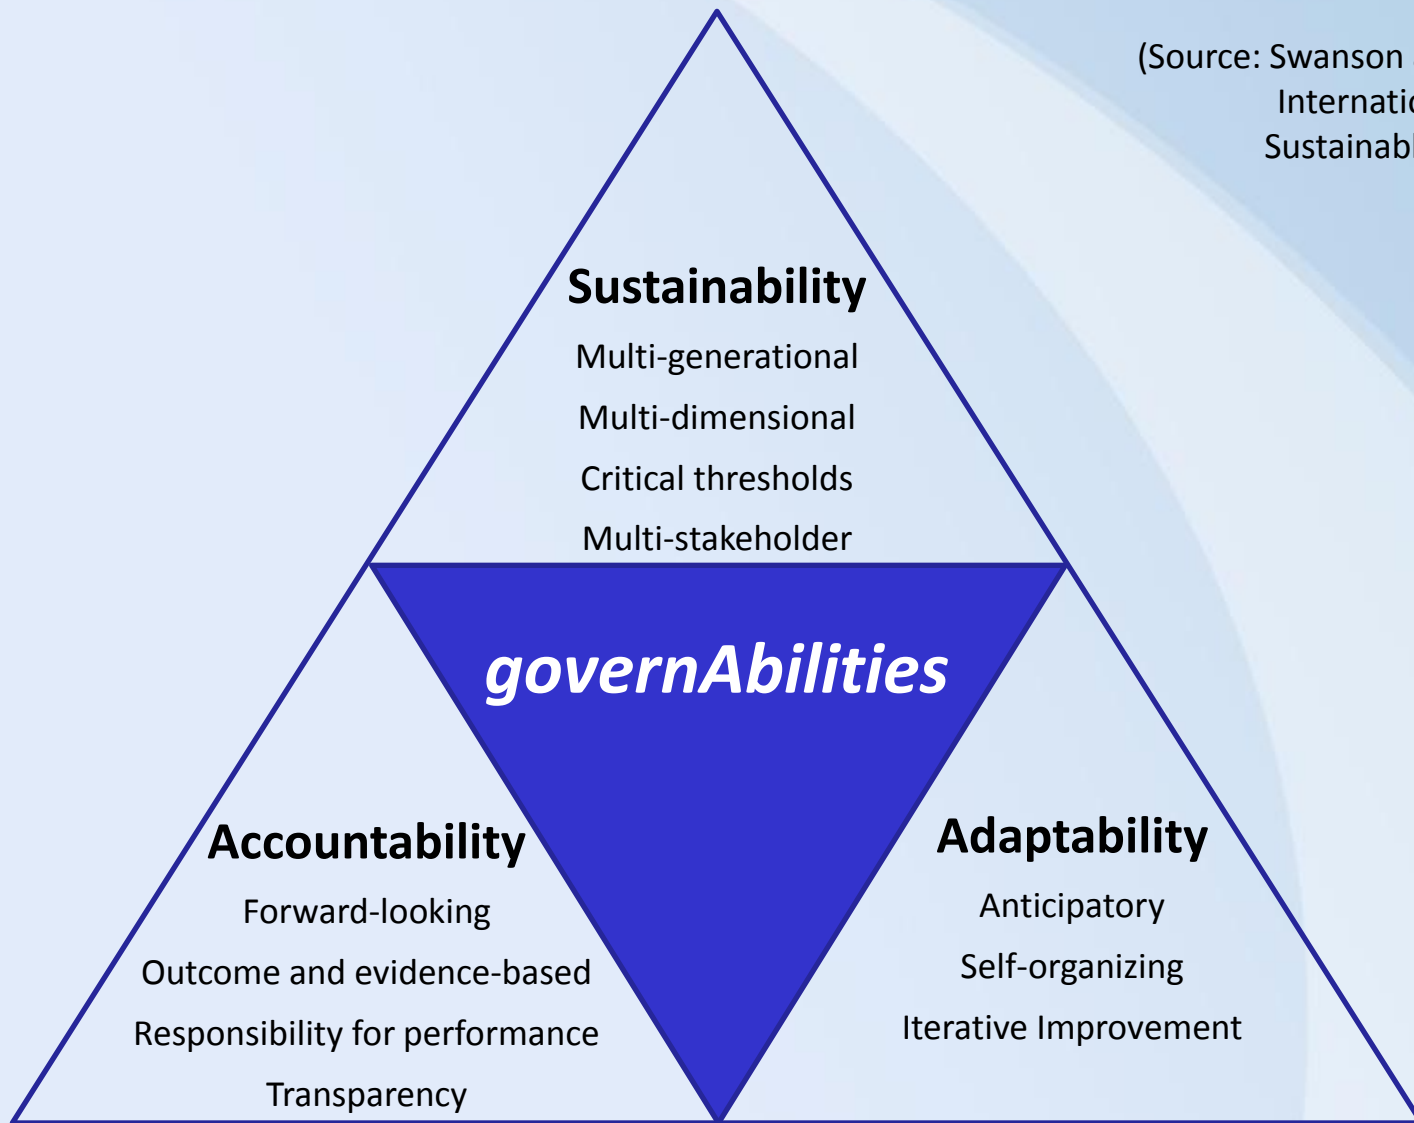 (Source: Swanson
Internatio
Sustainabl
Sustainability
Multi-generational
Multi-dimensional
Critical thresholds
Multi-stakeholder
governAbilities
Accountability
Forward-looking
Outcome and evidence-based
Responsibility for performance
Transparency
Adaptability
Anticipatory
Self-organizing
Iterative Improvement